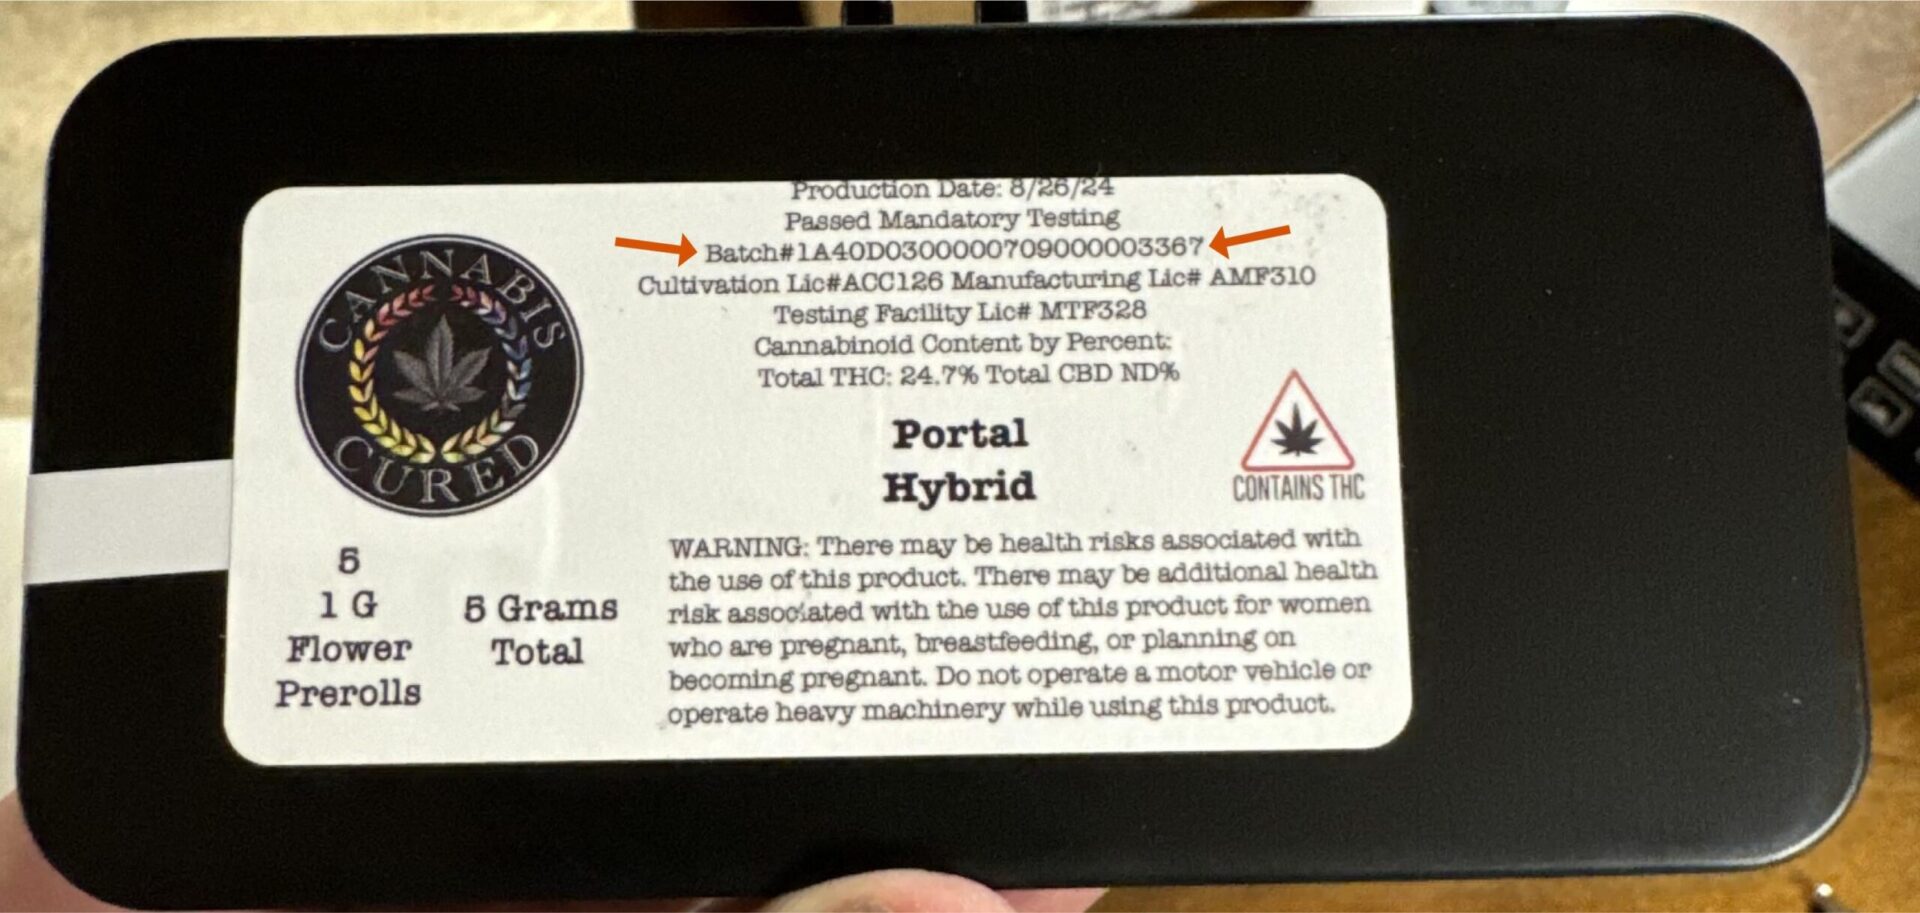 Production Date: 8/26/24
Passed Mandatory Testing
Batch#1A40D0300000709000003367
Cultivation Lic#ACC126 Manufacturing Lic# AMF310
Testing Facility Lic# MTF328
Cannabinoid Content by Percent:
Total THC: 24.7% Total CBD ND%
CANNABIS
CURED
Portal
Hybrid
CONTAINS THC
5
1 G
Flower
Prerolls
5 Grams
Total
WARNING: There may be health risks associated with
the use of this product. There may be additional health
risk associated with the use of this product for women
who are pregnant, breastfeeding, or planning on
becoming pregnant. Do not operate a motor vehicle or
operate heavy machinery while using this product.